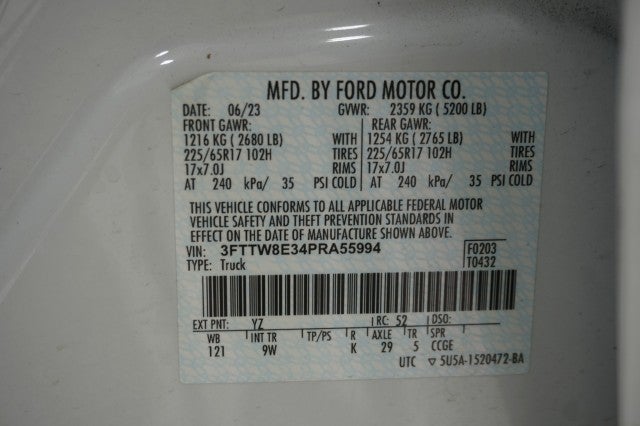 MFD. BY FORD MOTOR CO.
DATE: 06/23 GVWR: 2359 KG ( 5200 LB)
FRONT GAWR: REAR GAWR:
1216 KG ( 2680 LB) WITH 1254 KG ( 2765 LB) WITH
225/65R17 102H TIRES 225/65R17 102H TIRES
17x7.0J RIMS 17x7.0J RIMS
AT 240 kPa/ 35 PSI COLD AT 240 kPa/ 35 PSI COLD
THIS VEHICLE CONFORMS TO ALL APPLICABLE FEDERAL MOTOR
VEHICLE SAFETY AND THEFT PREVENTION STANDARDS IN
EFFECT ON THE DATE OF MANUFACTURE SHOWN ABOVE.
VIN: 3FTTW8E34PRA55994 F0203
TYPE: Truck T0432
EXT PNT: YZ RC: 52 DSO:
WB INT TR TP/PS R AXLE TR SPR
121 9W K 29 5 CCGE
UTC ▽ 5U5A-1520472-BA